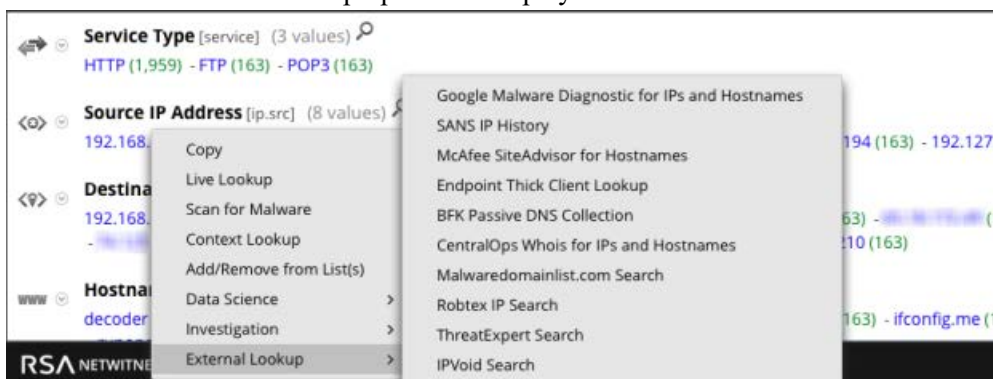 Service Type [service] (3 values)
HTTP (1,959) - FTP (163) - POP3 (163)
Source IP Address [ip.src] (8 values)
192.168.
194 (163) - 192.127
Destina
192.168.
63) -
210 (163)
Hostnar
decoder
163) - ifconfig.me (1
RSA NETWITNE
Copy
Live Lookup
Scan for Malware
Context Lookup
Add/Remove from List(s)
Data Science >
Investigation >
External Lookup >
Google Malware Diagnostic for IPs and Hostnames
SANS IP History
McAfee SiteAdvisor for Hostnames
Endpoint Thick Client Lookup
BFK Passive DNS Collection
CentralOps Whois for IPs and Hostnames
Malwaredomainlist.com Search
Robtex IP Search
ThreatExpert Search
IPVoid Search